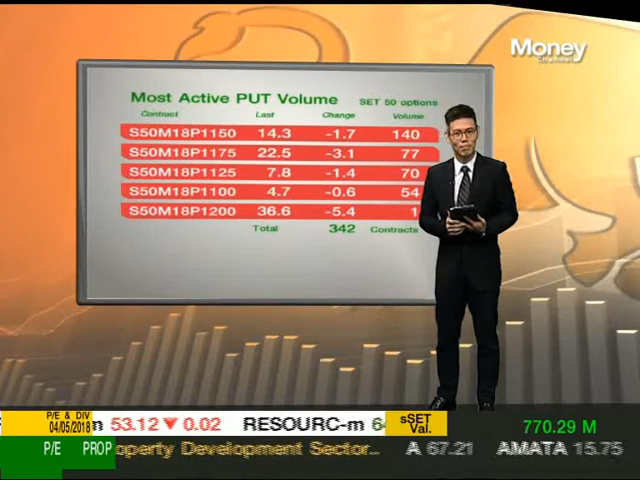 Money
Channel
Most Active PUT Volume SET 50 options
Contract Last Change Volume
S50M18P1150 14.3 -1.7 140
S50M18P1175 22.5 -3.1 77
S50M18P1125 7.8 -1.4 70
S50M18P1100 4.7 -0.6 54
S50M18P1200 36.6 -5.4 1
Total 342 Contracts
P/E & DIV
04/05/2018
m 53.12 ▼ 0.02 RESOURC-m 6
sSET
Val.
770.29 M
P/E PROP
operty Development Sector.. A 67.21 AMATA 15.75